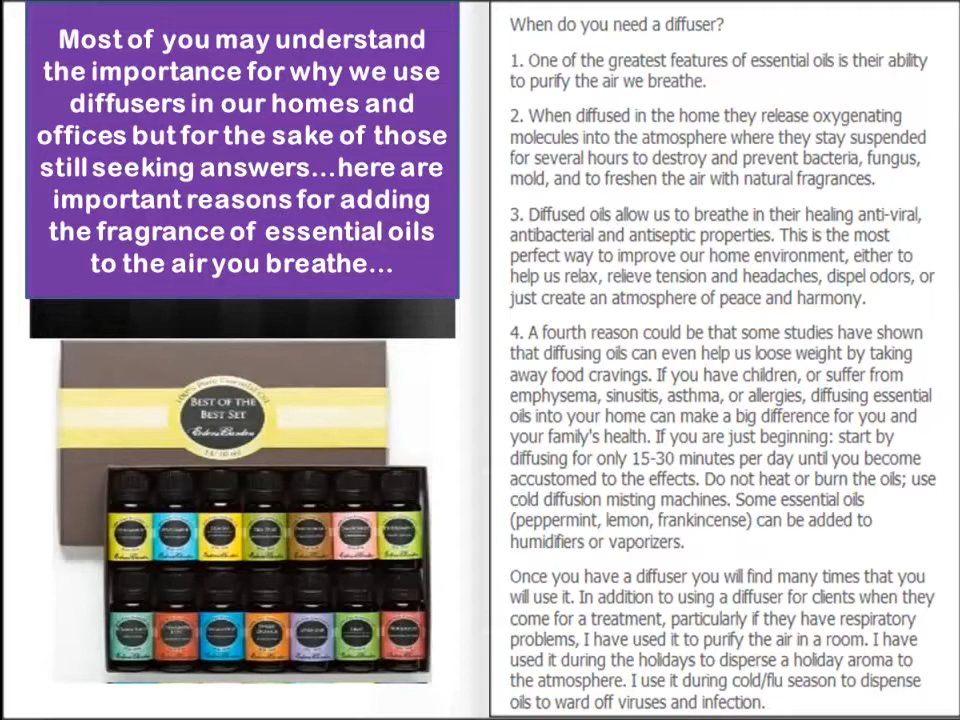 Most of you may understand
the importance for why we use
diffusers in our homes and
offices but for the sake of those
still seeking answers...here are
important reasons for adding
the fragrance of essential oils
to the air you breathe...
100% Pure Essential Oil
BEST OF THE
BEST SET
Edens Garden
When do you need a diffuser?
1. One of the greatest features of essential oils is their ability
to purify the air we breathe.
2. When diffused in the home they release oxygenating
molecules into the atmosphere where they stay suspended
for several hours to destroy and prevent bacteria, fungus,
mold, and to freshen the air with natural fragrances.
3. Diffused oils allow us to breathe in their healing anti-viral,
antibacterial and antiseptic properties. This is the most
perfect way to improve our home environment, either to
help us relax, relieve tension and headaches, dispel odors, or
just create an atmosphere of peace and harmony.
4. A fourth reason could be that some studies have shown
that diffusing oils can even help us loose weight by taking
away food cravings. If you have children, or suffer from
emphysema, sinusitis, asthma, or allergies, diffusing essential
oils into your home can make a big difference for you and
your family's health. If you are just beginning: start by
diffusing for only 15-30 minutes per day until you become
accustomed to the effects. Do not heat or burn the oils; use
cold diffusion misting machines. Some essential oils
(peppermint, lemon, frankincense) can be added to
humidifiers or vaporizers.
Once you have a diffuser you will find many times that you
will use it. In addition to using a diffuser for clients when they
come for a treatment, particularly if they have respiratory
problems, I have used it to purify the air in a room. I have
used it during the holidays to disperse a holiday aroma to
the atmosphere. I use it during cold/flu season to dispense
oils to ward off viruses and infection.